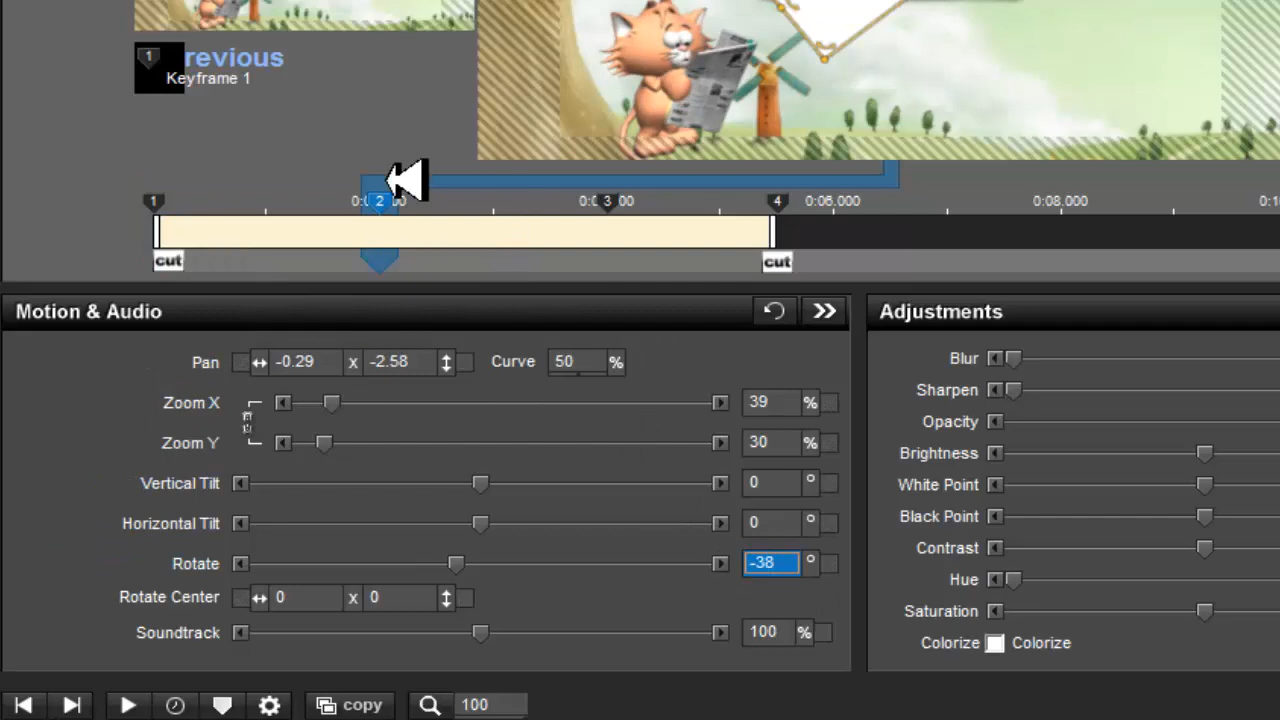 1 revious
Keyframe 1
1 2 3 4 0:06.000 0:08.000
cut cut
Motion & Audio
Adjustments
Pan -0.29 x -2.58 Curve 50 %
Zoom X 39 %
Zoom Y 30 %
Vertical Tilt 0 °
Horizontal Tilt 0 °
Rotate -38 °
Rotate Center 0 x 0
Soundtrack 100 %
Blur
Sharpen
Opacity
Brightness
White Point
Black Point
Contrast
Hue
Saturation
Colorize Colorize
copy 100